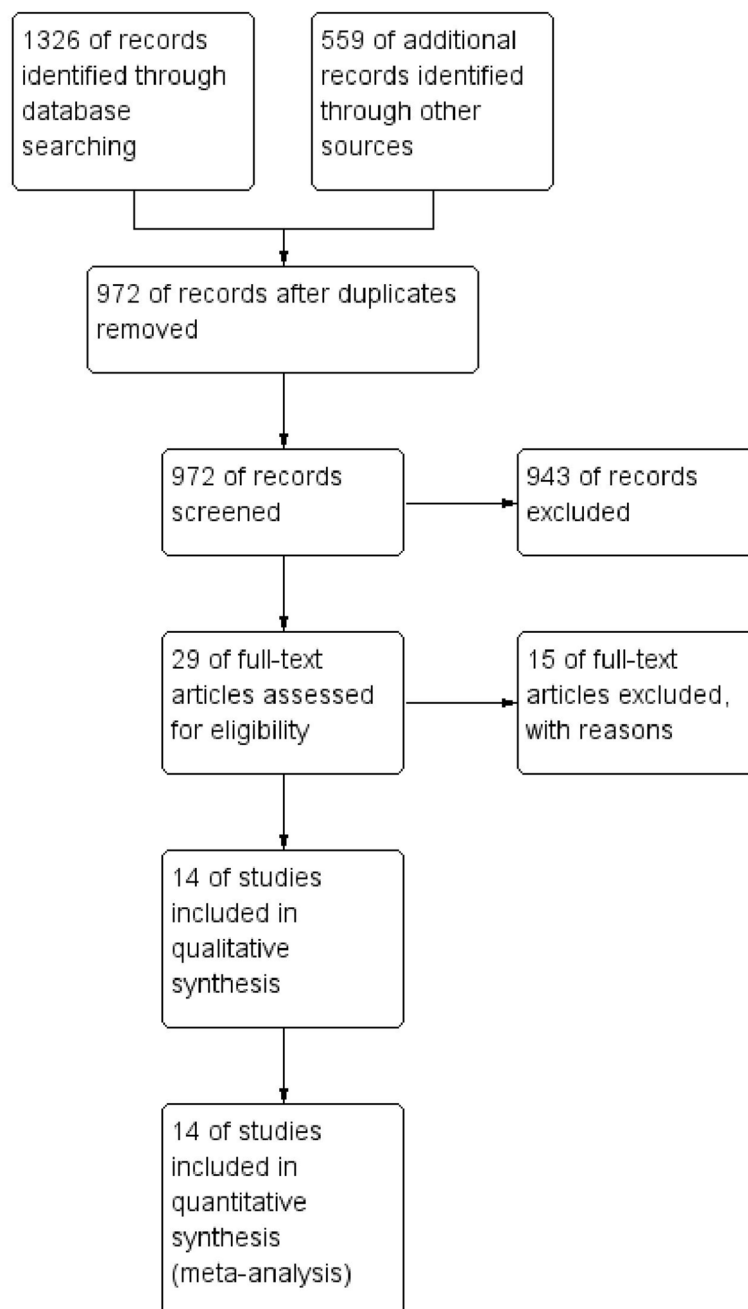 1326 of records
identified through
database
searching
559 of additional
records identified
through other
sources
972 of records after duplicates
removed
972 of records
screened
943 of records
excluded
29 of full-text
articles assessed
for eligibility
15 of full-text
articles excluded,
with reasons
14 of studies
included in
qualitative
synthesis
14 of studies
included in
quantitative
synthesis
(meta-analysis)